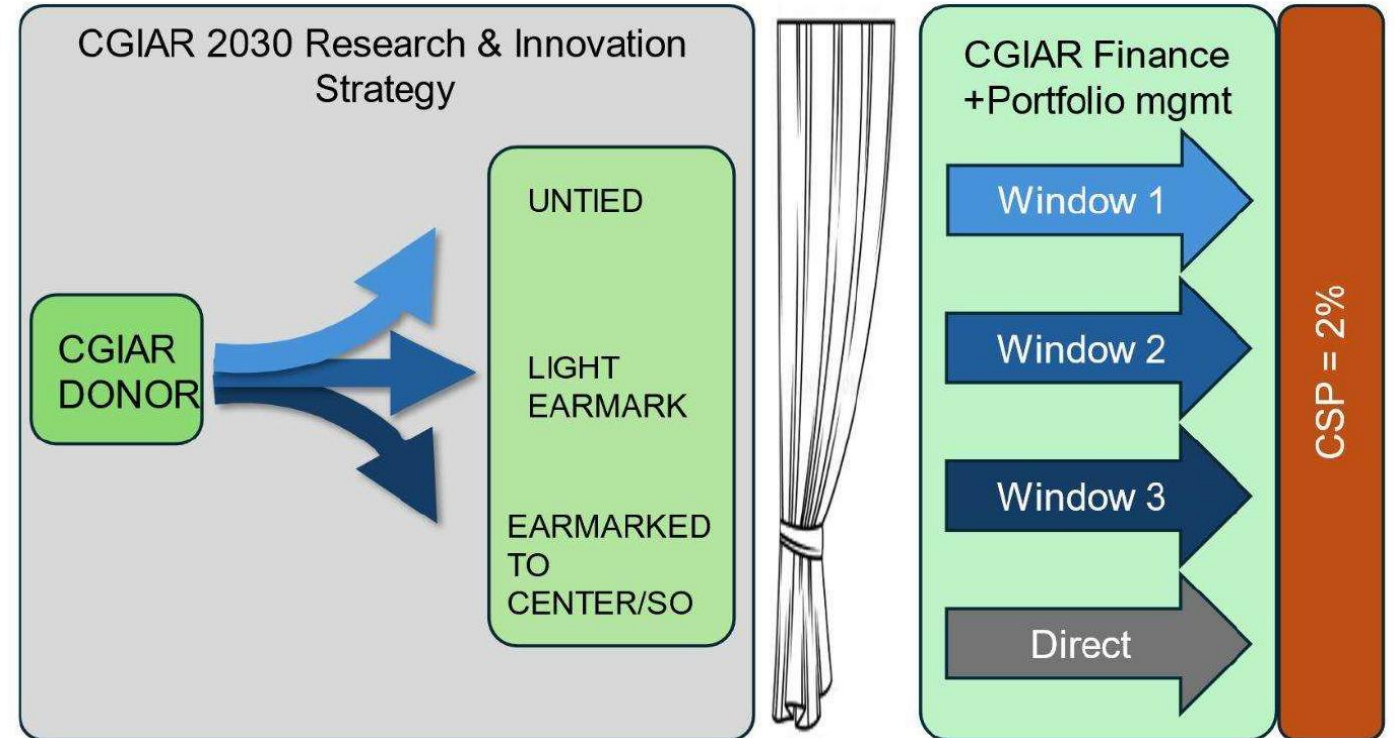 CGIAR 2030 Research & Innovation
Strategy
CGIAR
DONOR
UNTIED
LIGHT
EARMARK
EARMARKED
TO
CENTER/SO
CGIAR Finance
+Portfolio mgmt
Window 1
Window 2
Window 3
Direct
CSP = 2%